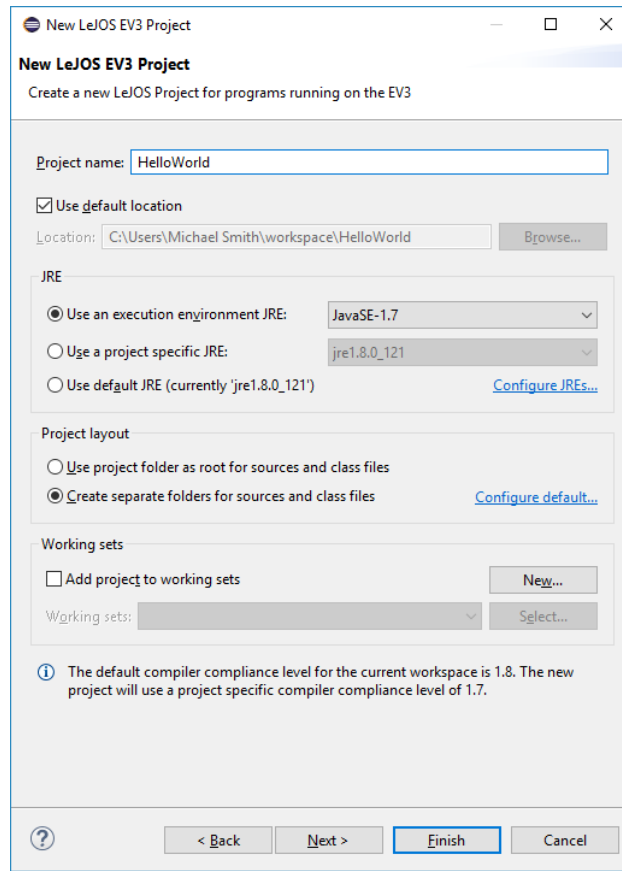 New LeJOS EV3 Project
New LeJOS EV3 Project
Create a new LeJOS Project for programs running on the EV3
Project name: HelloWorld
Use default location
Location: C:\Users\Michael Smith\workspace\HelloWorld Browse...
JRE
Use an execution environment JRE: JavaSE-1.7
Use a project specific JRE: jre1.8.0_121
Use default JRE (currently 'jre1.8.0_121') Configure JREs...
Project layout
Use project folder as root for sources and class files
Create separate folders for sources and class files Configure default...
Working sets
Add project to working sets New...
Working sets: Select...
The default compiler compliance level for the current workspace is 1.8. The new
project will use a project specific compiler compliance level of 1.7.
? < Back Next > Finish Cancel